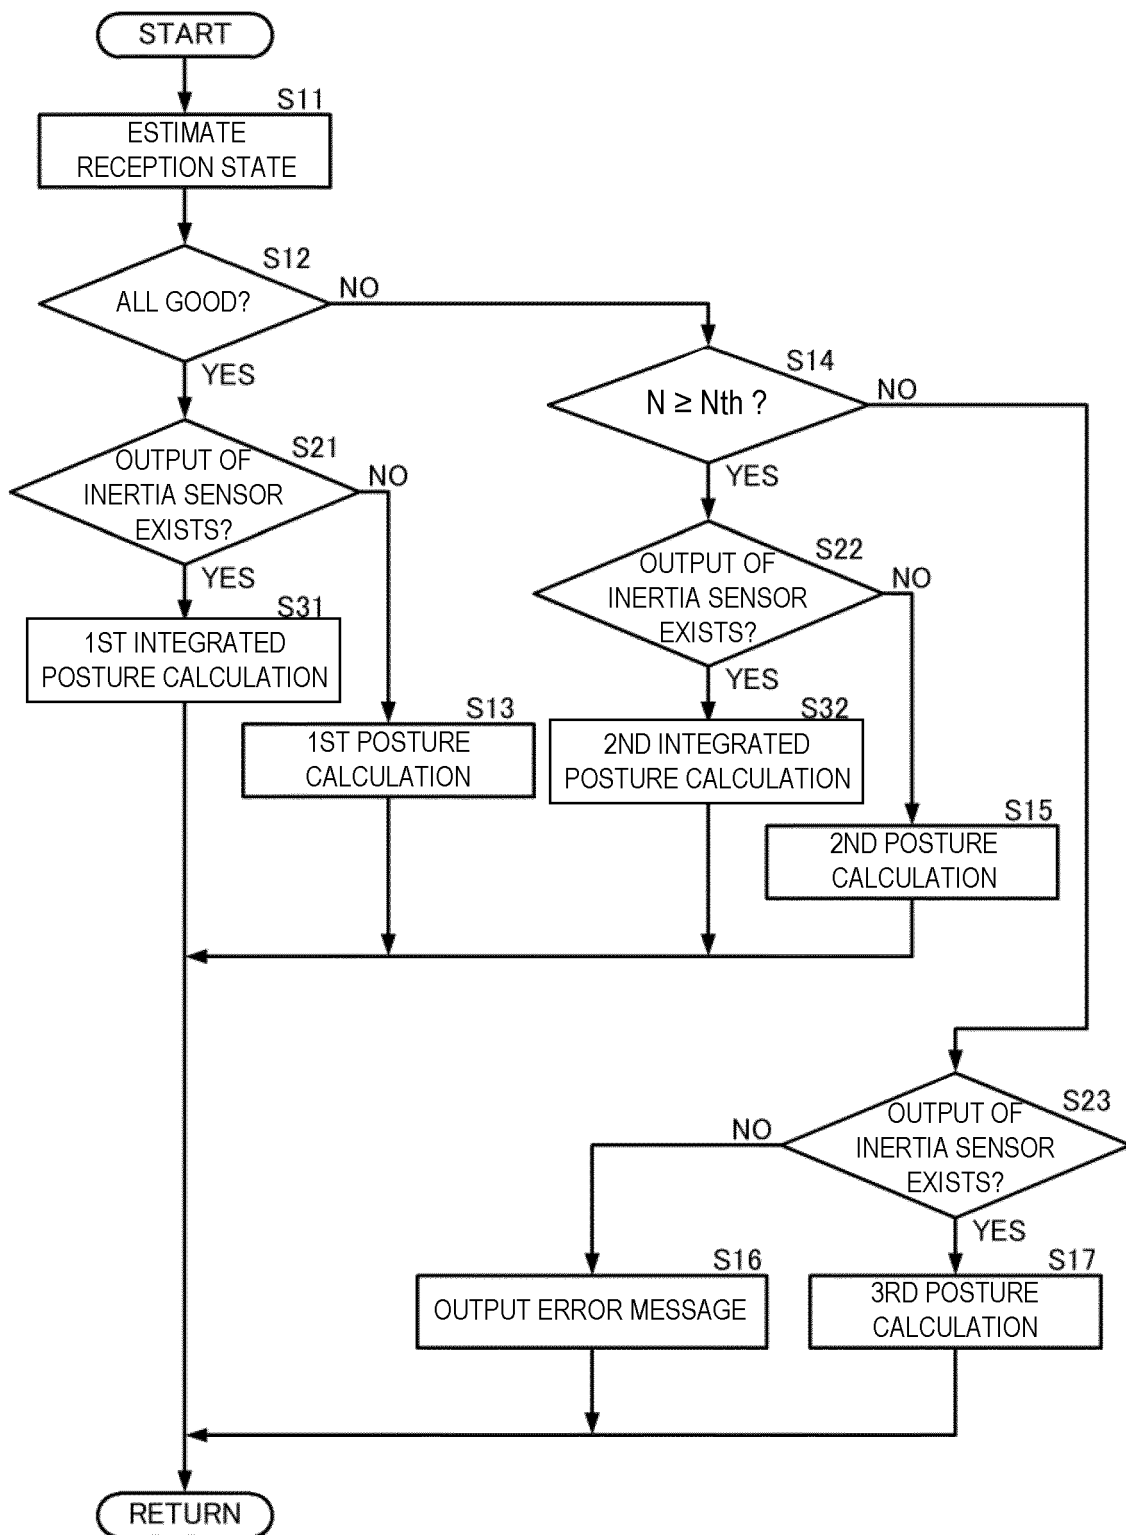 START
S11
ESTIMATE
RECEPTION STATE
S12
ALL GOOD?
NO
YES
S14
N ≥ Nth ?
NO
YES
S21
OUTPUT OF
INERTIA SENSOR
EXISTS?
NO
YES
S22
OUTPUT OF
INERTIA SENSOR
EXISTS?
NO
YES
S31
1ST INTEGRATED
POSTURE CALCULATION
S13
1ST POSTURE
CALCULATION
S32
2ND INTEGRATED
POSTURE CALCULATION
S15
2ND POSTURE
CALCULATION
S23
OUTPUT OF
INERTIA SENSOR
EXISTS?
NO
YES
S16
OUTPUT ERROR MESSAGE
S17
3RD POSTURE
CALCULATION
RETURN